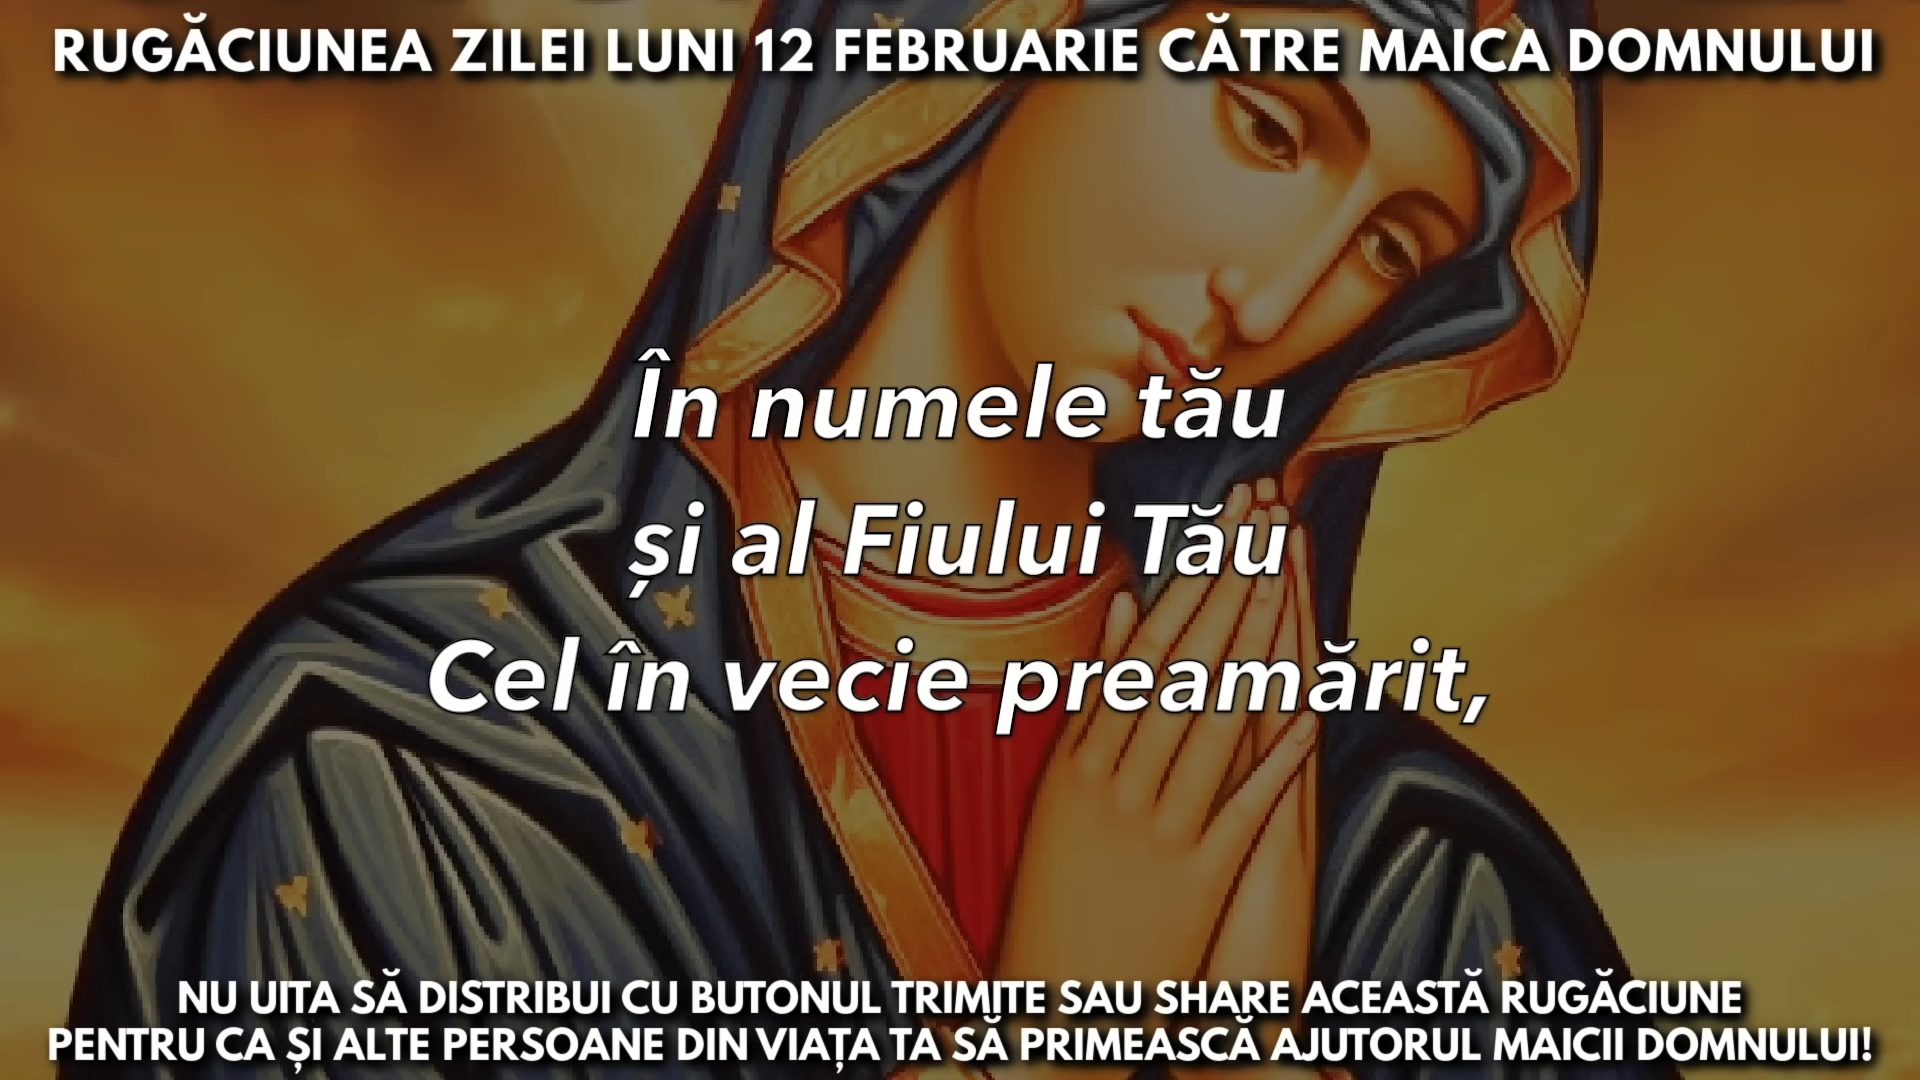 RUGĂCIUNEA ZILEI LUNI 12 FEBRUARIE CĂTRE MAICA DOMNULUI
În numele tău
și al Fiului Tău
Cel în vecie preamărit,
NU UITA SĂ DISTRIBUI CU BUTONUL TRIMITE SAU SHARE ACEASTĂ RUGĂCIUNE
PENTRU CA ȘI ALTE PERSOANE DIN VIAȚA TA SĂ PRIMEASCĂ AJUTORUL MAICII DOMNULUI!